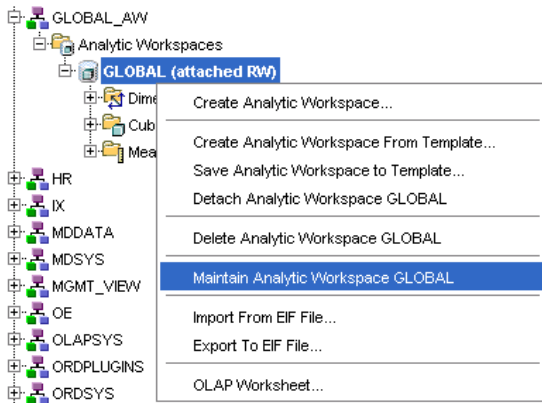 GLOBAL_AW
Analytic Workspaces
GLOBAL (attached RW)
Dime
Cub
Mea
HR
IX
MDDATA
MDSYS
MGMT_VIEW
OE
OLAPSYS
ORDPLUGINS
ORDSYS
Create Analytic Workspace...
Create Analytic Workspace From Template...
Save Analytic Workspace to Template...
Detach Analytic Workspace GLOBAL
Delete Analytic Workspace GLOBAL
Maintain Analytic Workspace GLOBAL
Import From EIF File...
Export To EIF File...
OLAP Worksheet...